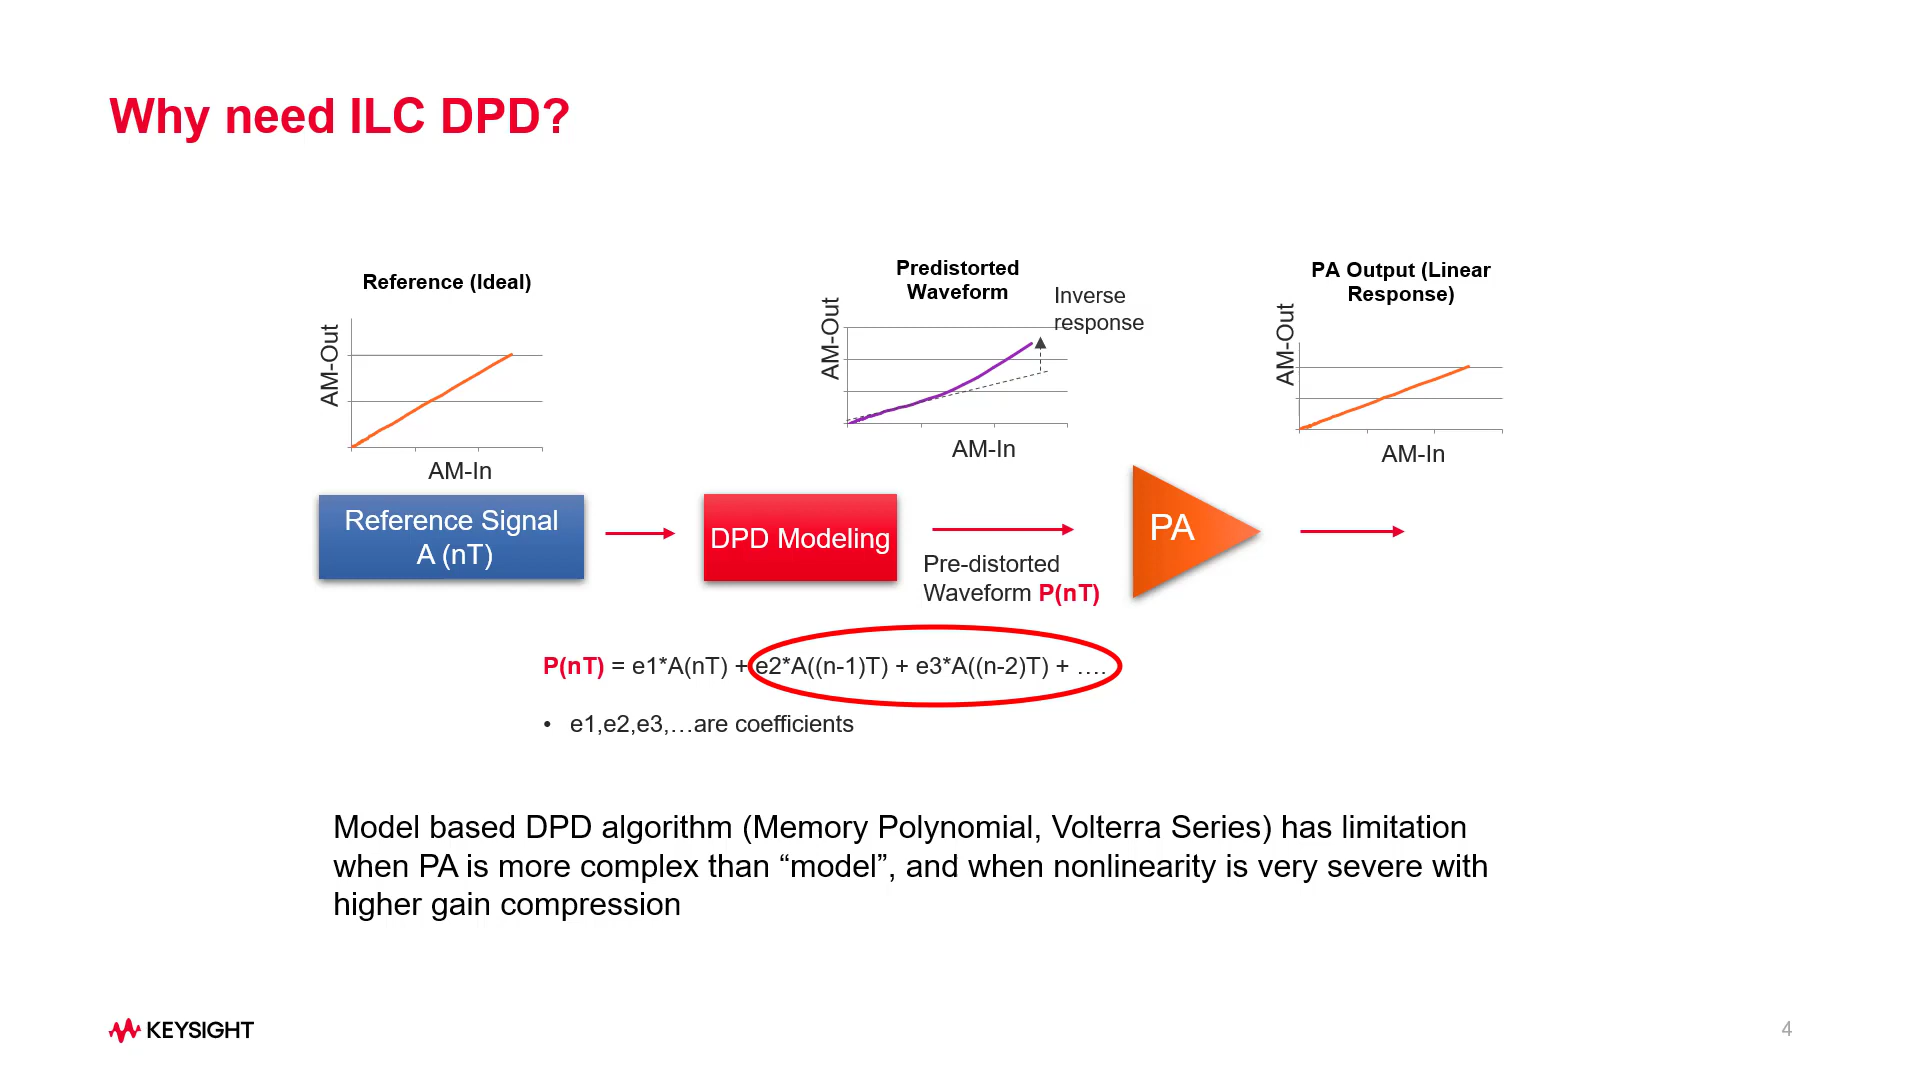 Why need ILC DPD?
Reference (Ideal)
AM-Out
AM-In
Predistorted
Waveform
Inverse
response
AM-Out
AM-In
PA Output (Linear
Response)
AM-Out
AM-In
Reference Signal
A (nT)
DPD Modeling
Pre-distorted
Waveform P(nT)
PA
P(nT) = e1*A(nT) + e2*A((n-1)T) + e3*A((n-2)T) + ….
• e1,e2,e3,…are coefficients
Model based DPD algorithm (Memory Polynomial, Volterra Series) has limitation
when PA is more complex than “model”, and when nonlinearity is very severe with
higher gain compression
KEYSIGHT
4